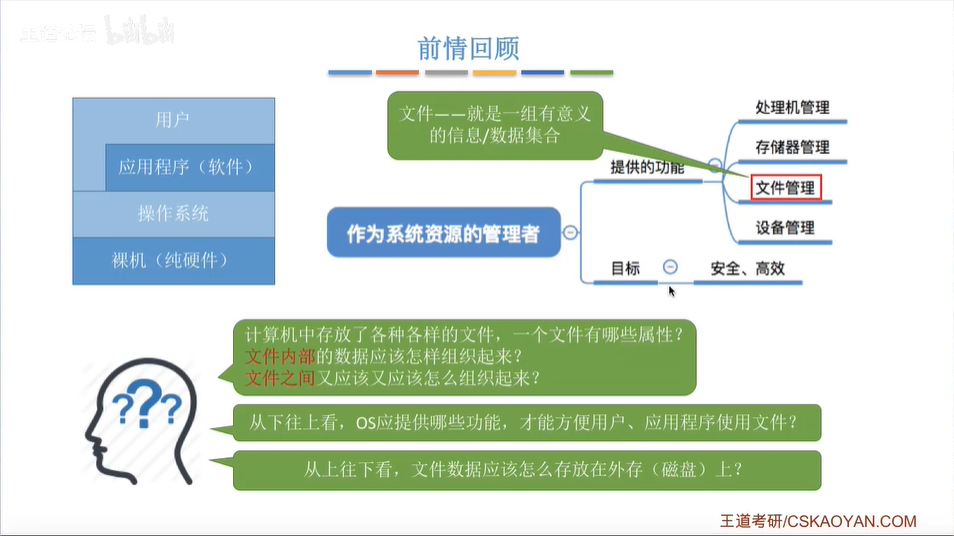 王道考研 bilibili
前情回顾
用户
应用程序（软件）
操作系统
裸机（纯硬件）
文件——就是一组有意义
的信息/数据集合
作为系统资源的管理者
提供的功能
处理机管理
存储器管理
文件管理
设备管理
目标
安全、高效
计算机中存放了各种各样的文件，一个文件有哪些属性？
文件内部的数据应该怎样组织起来？
文件之间又应该又应该怎么组织起来？
???
从下往上看，OS应提供哪些功能，才能方便用户、应用程序使用文件？
从上往下看，文件数据应该怎么存放在外存（磁盘）上？
王道考研/CSKAOYAN.COM